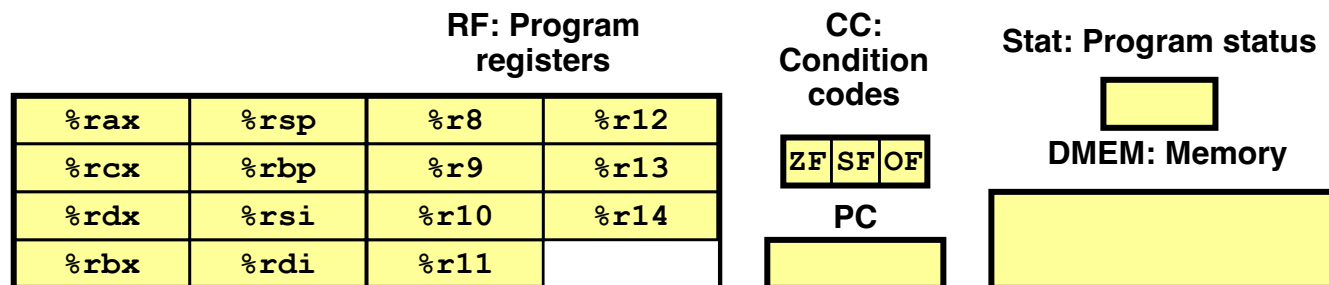 RF: Program
registers
CC:
Condition
codes
Stat: Program status
%rax %rsp %r8 %r12
%rcx %rbp %r9 %r13
%rdx %rsi %r10 %r14
%rbx %rdi %r11
ZF SF OF
PC
DMEM: Memory